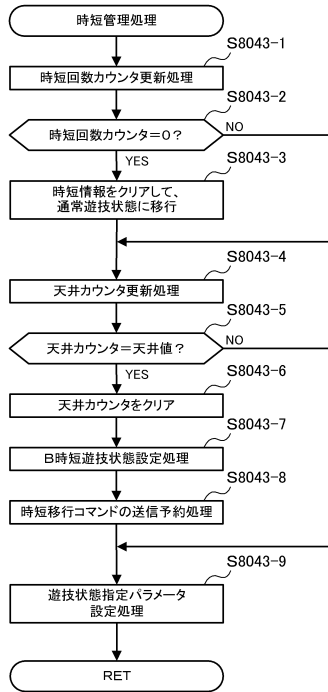 時短管理処理
S8043-1
時短回数カウンタ更新処理
S8043-2
時短回数カウンタ=0?
NO
YES
S8043-3
時短情報をクリアして、
通常遊技状態に移行
S8043-4
天井カウンタ更新処理
S8043-5
天井カウンタ=天井値?
NO
YES
S8043-6
天井カウンタをクリア
S8043-7
B時短遊技状態設定処理
S8043-8
時短移行コマンドの送信予約処理
S8043-9
遊技状態指定パラメータ
設定処理
RET